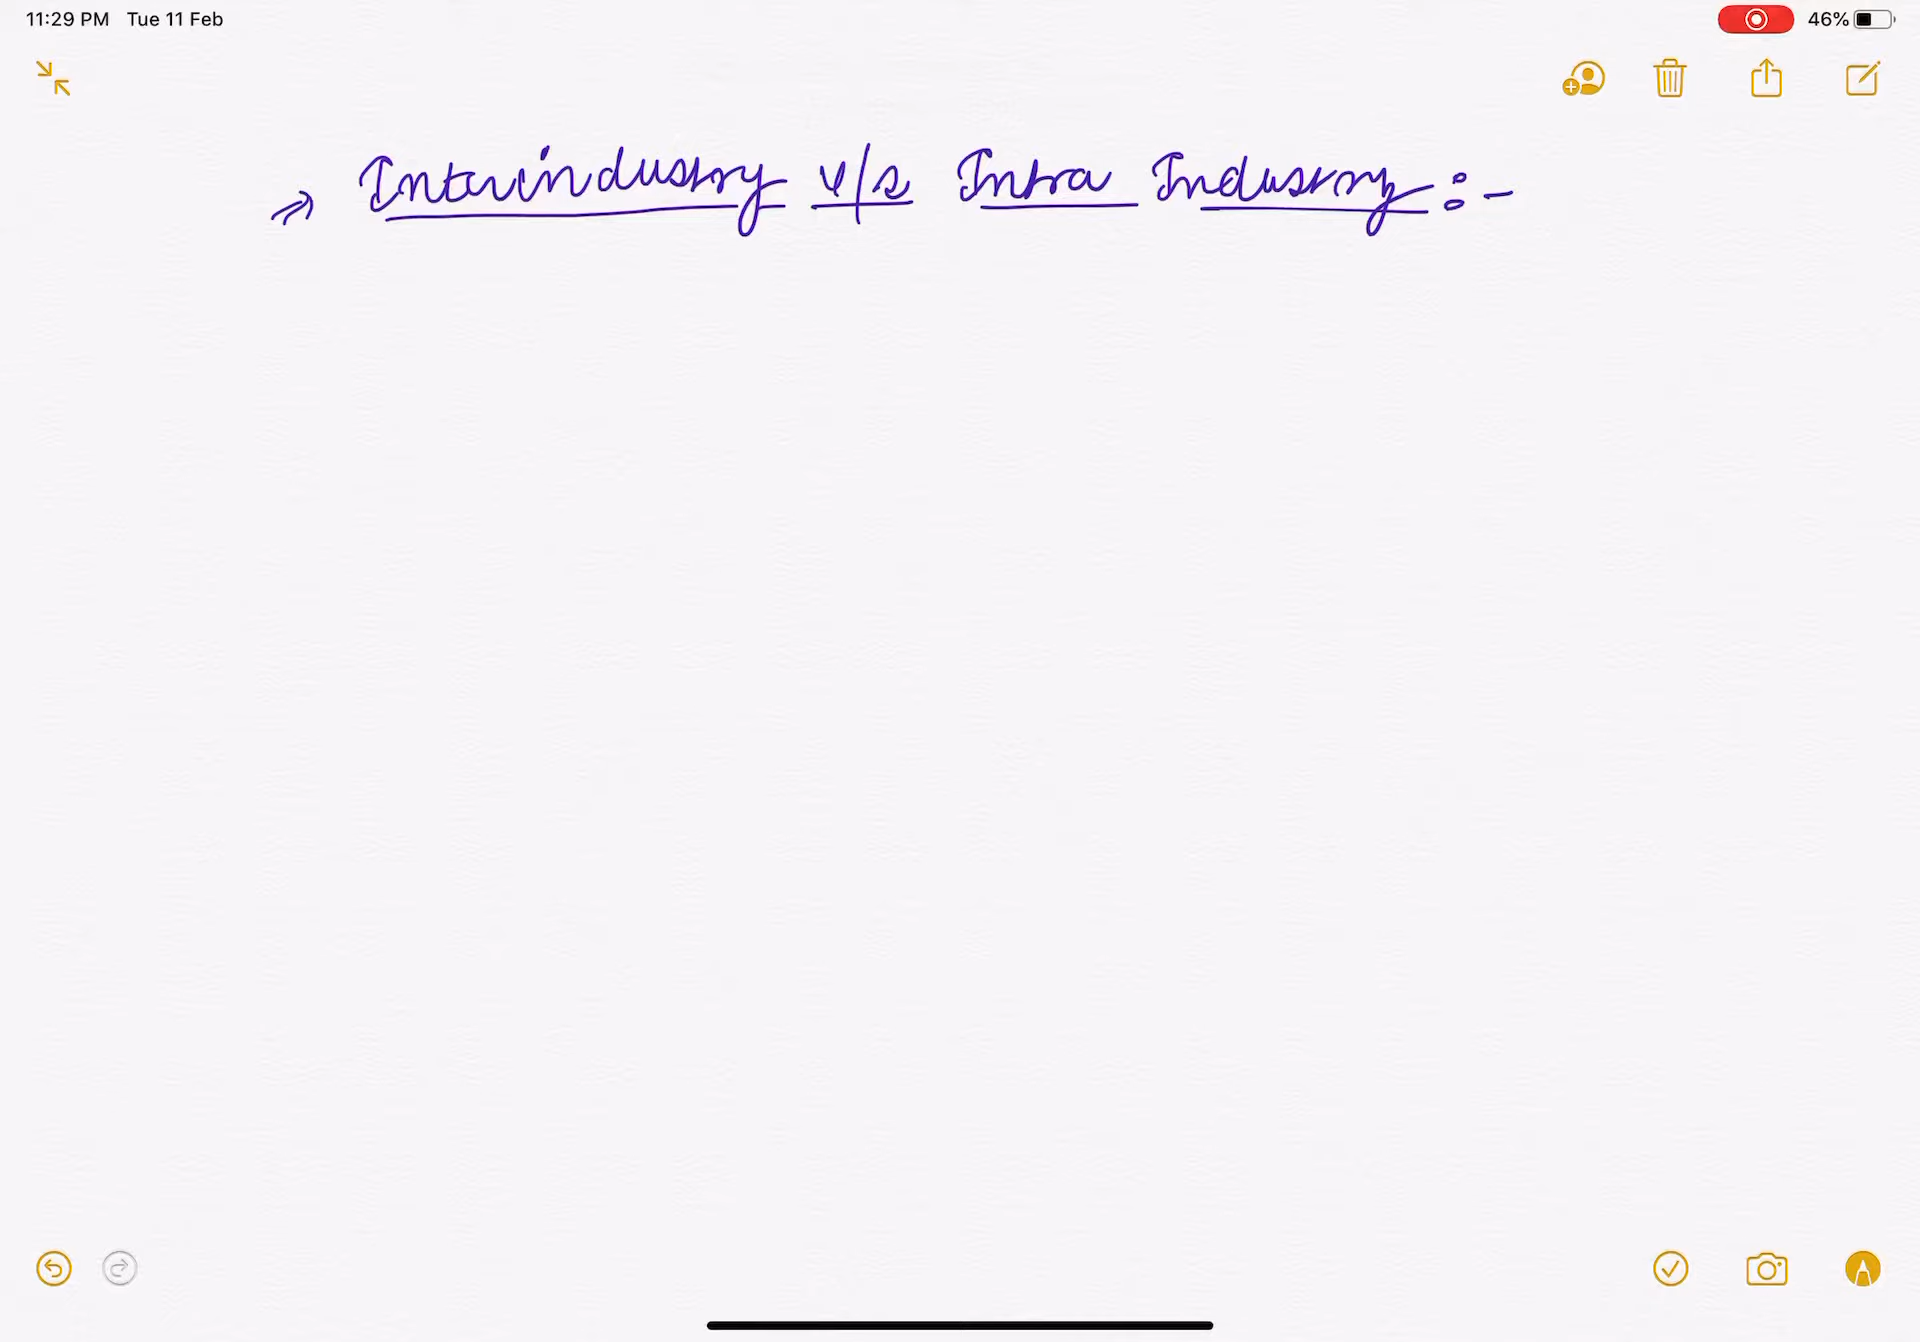 11:29 PM Tue 11 Feb 46%
⇒ Interindustry v/s Intra Industry :-